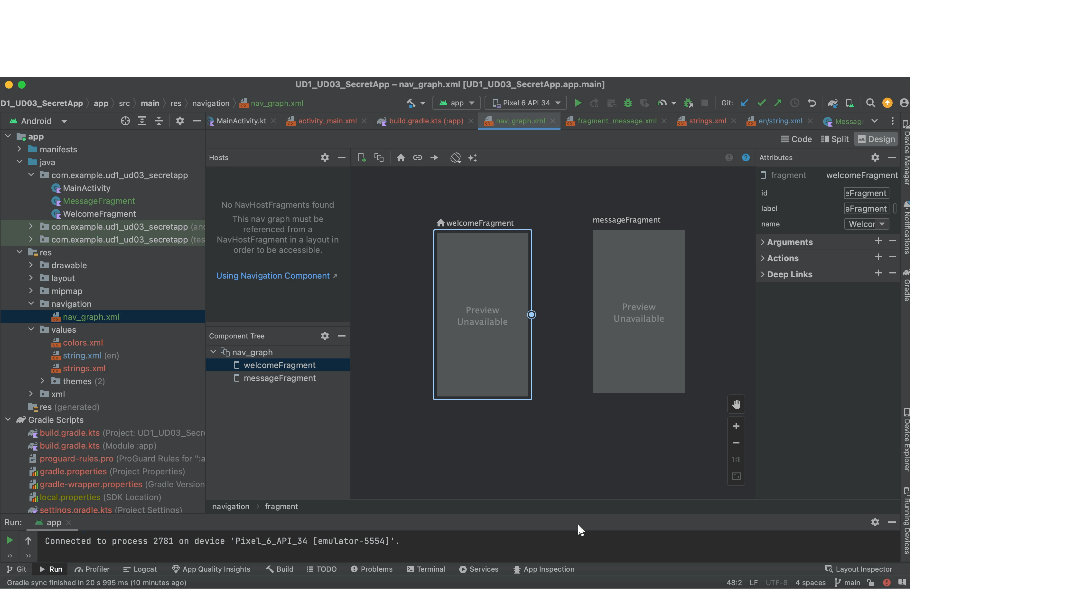 UD1_UD03_SecretApp – nav_graph.xml [UD1_UD03_SecretApp.app.main]
D1_UD03_SecretApp app src main res navigation nav_graph.xml app Pixel 6 API 34 Git:
Android MainActivity.kt activity_main.xml build.gradle.kts (:app) nav_graph.xml fragment_message.xml strings.xml en/string.xml Messag
Code Split Design
app
manifests
java
com.example.ud1_ud03_secretapp
MainActivity
MessageFragment
WelcomeFragment
com.example.ud1_ud03_secretapp (and
com.example.ud1_ud03_secretapp (tes
res
drawable
layout
mipmap
navigation
nav_graph.xml
values
colors.xml
string.xml (en)
strings.xml
themes (2)
xml
res (generated)
Gradle Scripts
build.gradle.kts (Project: UD1_UD03_Secre
build.gradle.kts (Module :app)
proguard-rules.pro (ProGuard Rules for ":a
gradle.properties (Project Properties)
gradle-wrapper.properties (Gradle Version
local.properties (SDK Location)
settings.gradle.kts (Project Settings)
Hosts
No NavHostFragments found
This nav graph must be
referenced from a
NavHostFragment in a layout in
order to be accessible.
Using Navigation Component
Component Tree
nav_graph
welcomeFragment
messageFragment
welcomeFragment
Preview
Unavailable
messageFragment
Preview
Unavailable
1:1
navigation fragment
Attributes
fragment welcomeFragment
id eFragment
label eFragment
name Welcor
Arguments
Actions
Deep Links
Device Manager
Notifications
Gradle
Device Explorer
Running Devices
Run: app
Connected to process 2781 on device 'Pixel_6_API_34 [emulator-5554]'.
Git Run Profiler Logcat App Quality Insights Build TODO Problems Terminal Services App Inspection Layout Inspector
Gradle sync finished in 20 s 995 ms (10 minutes ago) 48:2 LF UTF-8 4 spaces main